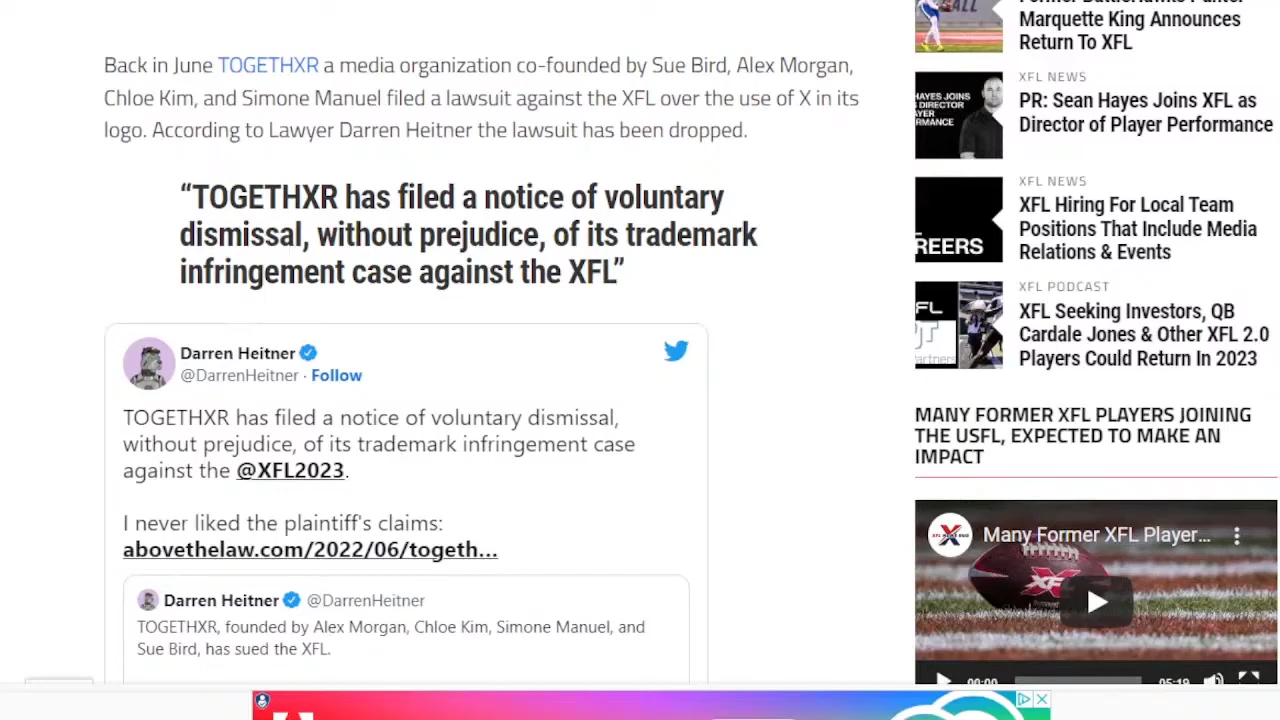 Back in June TOGETHXR a media organization co-founded by Sue Bird, Alex Morgan,
Chloe Kim, and Simone Manuel filed a lawsuit against the XFL over the use of X in its
logo. According to Lawyer Darren Heitner the lawsuit has been dropped.
“TOGETHXR has filed a notice of voluntary
dismissal, without prejudice, of its trademark
infringement case against the XFL”
Darren Heitner
@DarrenHeitner · Follow
TOGETHXR has filed a notice of voluntary dismissal,
without prejudice, of its trademark infringement case
against the @XFL2023.
I never liked the plaintiff's claims:
abovethelaw.com/2022/06/togeth...
Darren Heitner @DarrenHeitner
TOGETHXR, founded by Alex Morgan, Chloe Kim, Simone Manuel, and
Sue Bird, has sued the XFL.
Marquette King Announces
Return To XFL
XFL NEWS
PR: Sean Hayes Joins XFL as
Director of Player Performance
HAYES JOINS
DIRECTOR
XFL NEWS
XFL Hiring For Local Team
Positions That Include Media
Relations & Events
REERS
XFL PODCAST
XFL Seeking Investors, QB
Cardale Jones & Other XFL 2.0
Players Could Return In 2023
MANY FORMER XFL PLAYERS JOINING
THE USFL, EXPECTED TO MAKE AN
IMPACT
Many Former XFL Player...
00:00
05:19